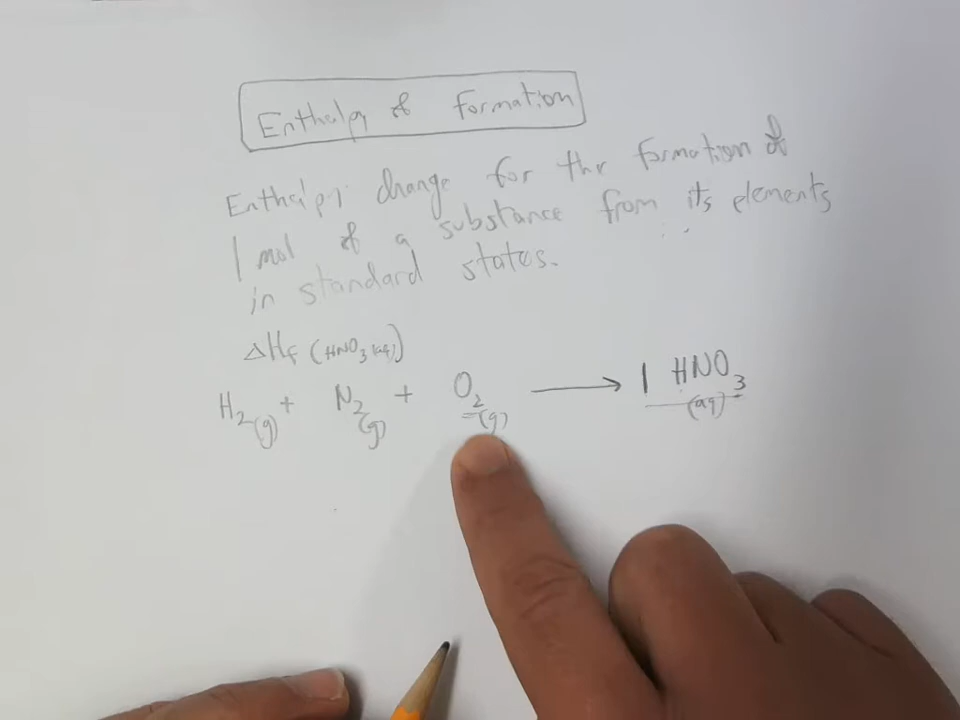 Enthalpy of formation
Enthalpy change for the formation of
1 mol of a substance from its elements
in standard states.
ΔHf (HNO3 (aq))
H2(g) + N2(g) + O2(g) → 1 HNO3(aq)